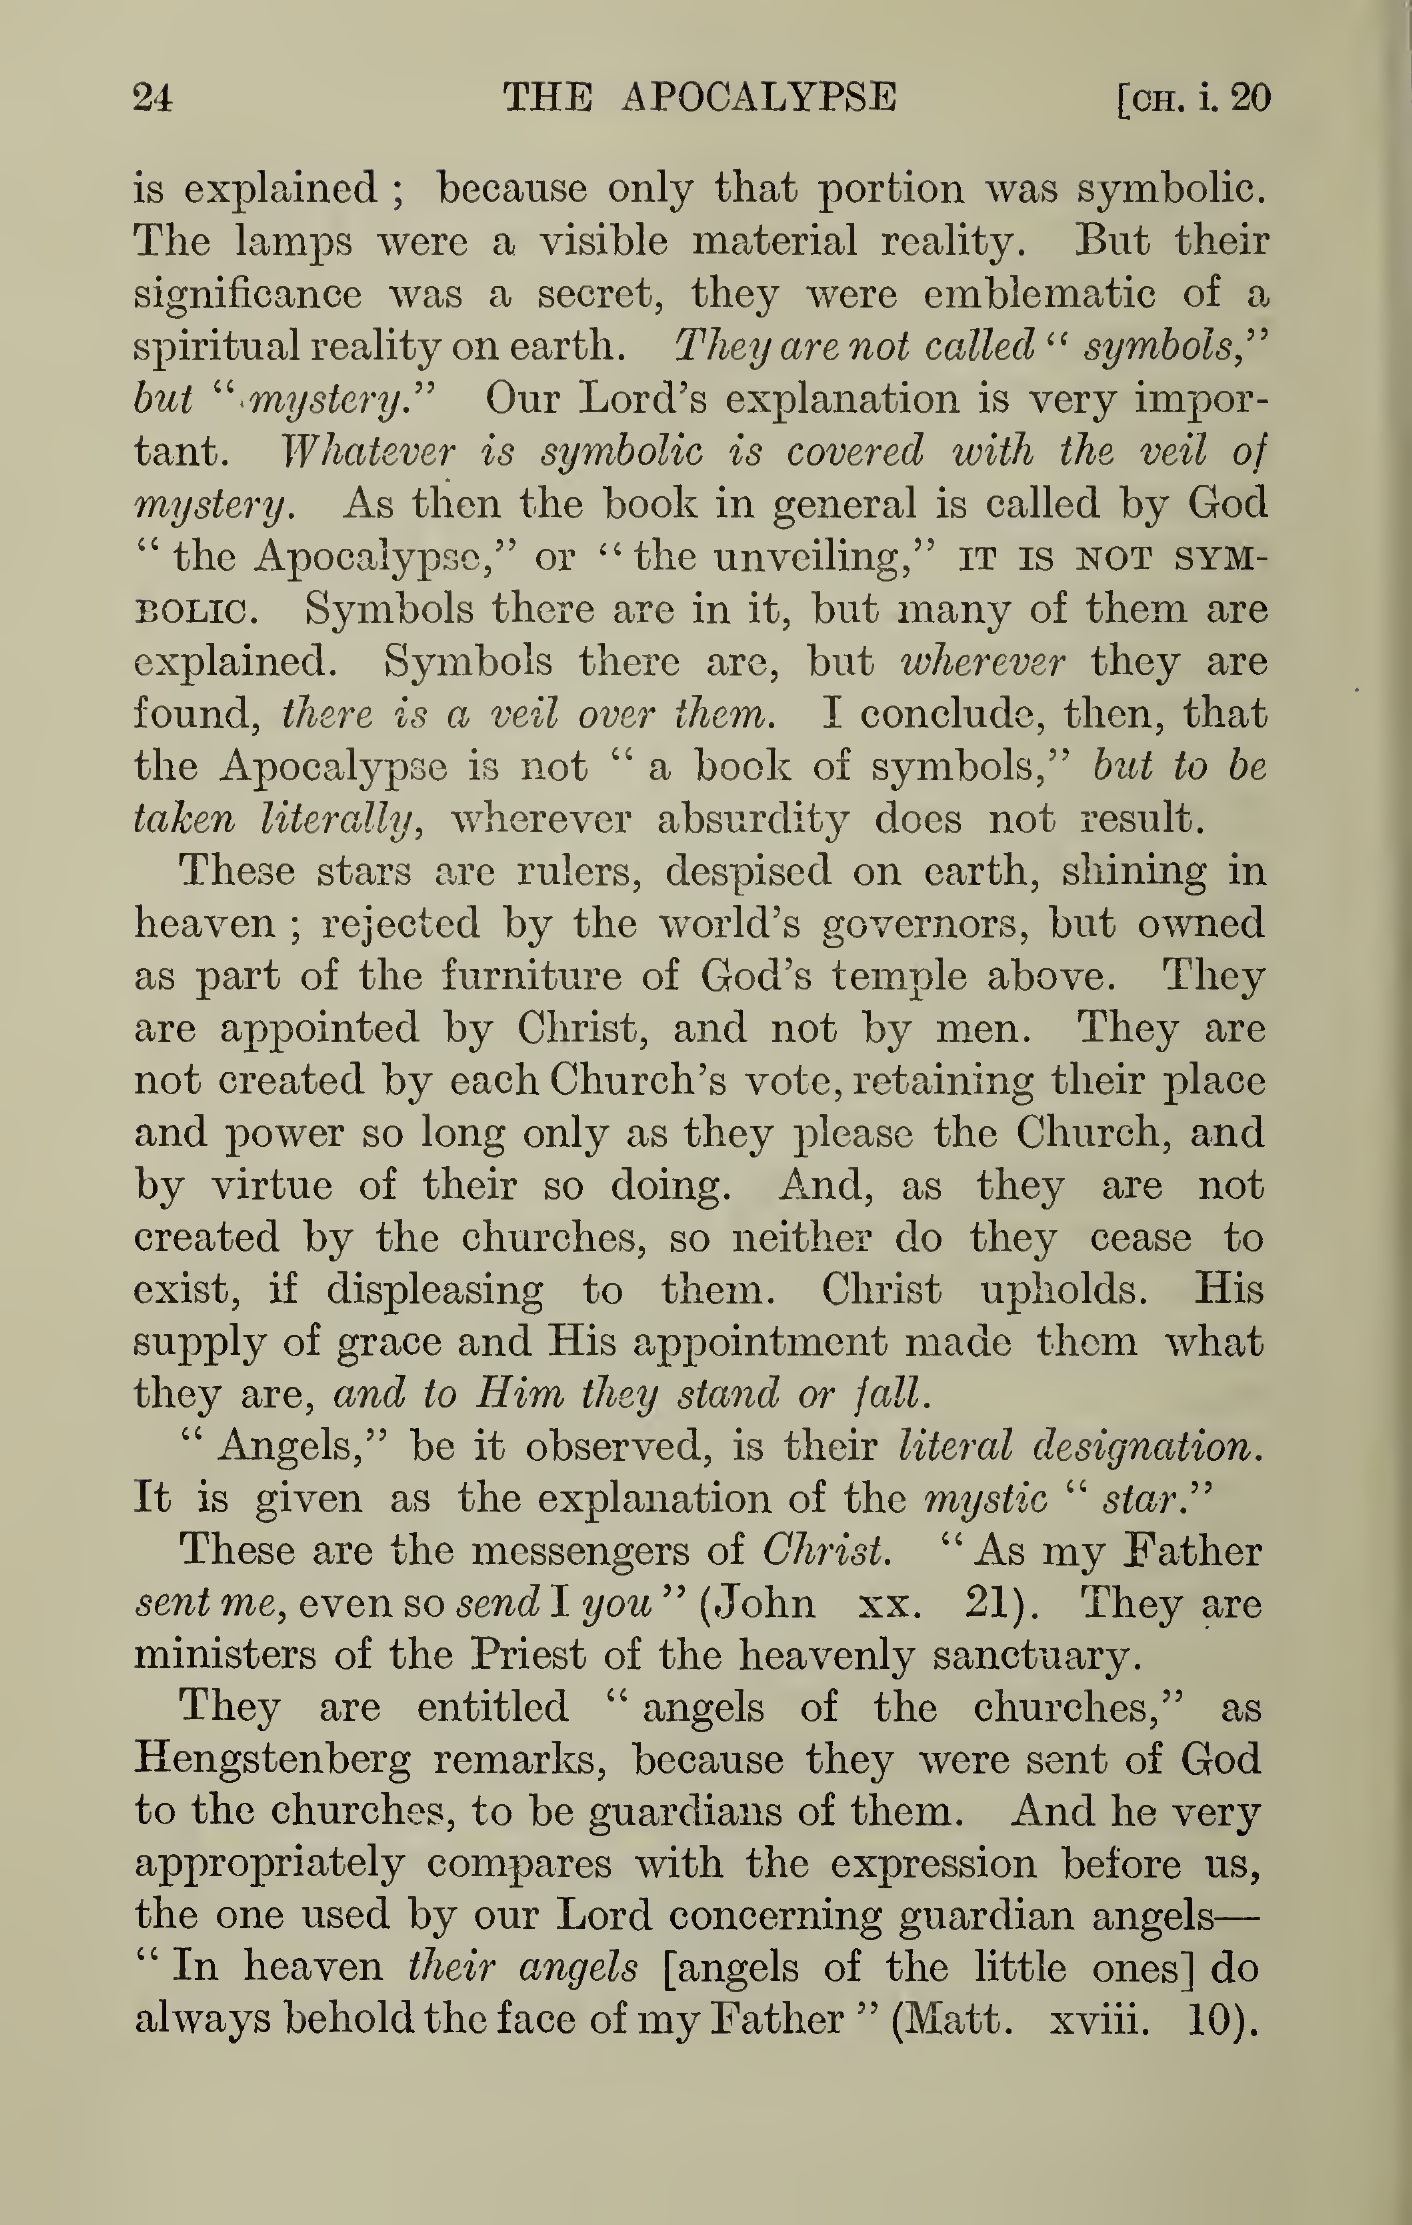 24 THE APOCALYPSE [CH. i. 20
is explained ; because only that portion was symbolic.
The lamps were a visible material reality. But their
significance was a secret, they were emblematic of a
spiritual reality on earth. They are not called “ symbols,”
but “ mystery.” Our Lord’s explanation is very impor-
tant. Whatever is symbolic is covered with the veil of
mystery. As then the book in general is called by God
“ the Apocalypse,” or “ the unveiling,” IT IS NOT SYM-
BOLIC. Symbols there are in it, but many of them are
explained. Symbols there are, but wherever they are
found, there is a veil over them. I conclude, then, that
the Apocalypse is not “ a book of symbols,” but to be
taken literally, wherever absurdity does not result.
These stars are rulers, despised on earth, shining in
heaven ; rejected by the world’s governors, but owned
as part of the furniture of God’s temple above. They
are appointed by Christ, and not by men. They are
not created by each Church’s vote, retaining their place
and power so long only as they please the Church, and
by virtue of their so doing. And, as they are not
created by the churches, so neither do they cease to
exist, if displeasing to them. Christ upholds. His
supply of grace and His appointment made them what
they are, and to Him they stand or fall.
“ Angels,” be it observed, is their literal designation.
It is given as the explanation of the mystic “ star.”
These are the messengers of Christ. “ As my Father
sent me, even so send I you ” (John xx. 21). They are
ministers of the Priest of the heavenly sanctuary.
They are entitled “ angels of the churches,” as
Hengstenberg remarks, because they were sent of God
to the churches, to be guardians of them. And he very
appropriately compares with the expression before us,
the one used by our Lord concerning guardian angels—
“ In heaven their angels [angels of the little ones] do
always behold the face of my Father ” (Matt. xviii. 10).